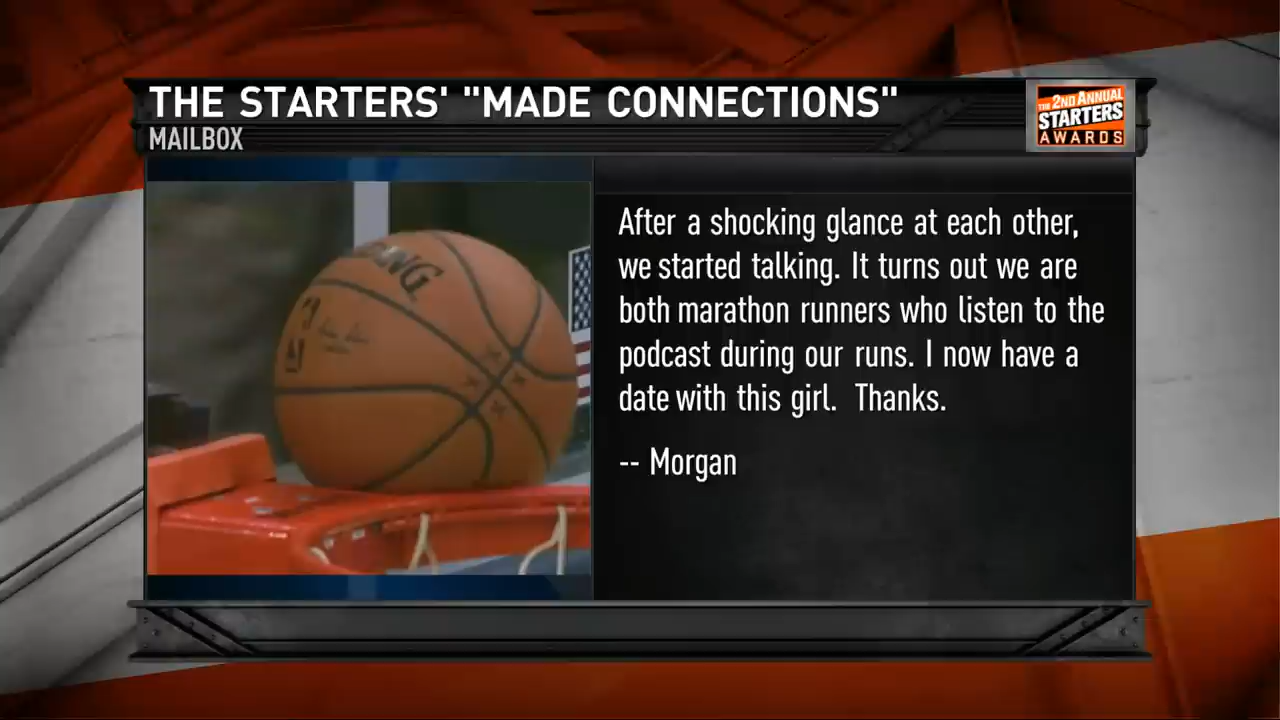 THE STARTERS' "MADE CONNECTIONS"
MAILBOX
THE 2ND ANNUAL
STARTERS
AWARDS
After a shocking glance at each other,
we started talking. It turns out we are
both marathon runners who listen to the
podcast during our runs. I now have a
date with this girl.  Thanks.
-- Morgan